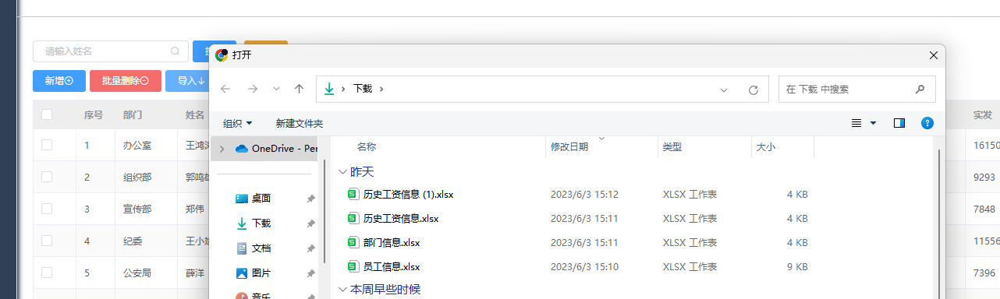 请输入姓名
新增
批量删除
导入
序号 部门 姓名 实发
1 办公室 王鸿涛 16150
2 组织部 郭鸣 9293
3 宣传部 郑伟 7848
4 纪委 王小 11556
5 公安局 薛洋 7396
打开
下载
在 下载 中搜索
组织 新建文件夹
OneDrive - Per
桌面
下载
文档
图片
音乐
名称 修改日期 类型 大小
昨天
历史工资信息 (1).xlsx 2023/6/3 15:12 XLSX 工作表 4 KB
历史工资信息.xlsx 2023/6/3 15:11 XLSX 工作表 4 KB
部门信息.xlsx 2023/6/3 15:11 XLSX 工作表 4 KB
员工信息.xlsx 2023/6/3 15:10 XLSX 工作表 9 KB
本周早些时候